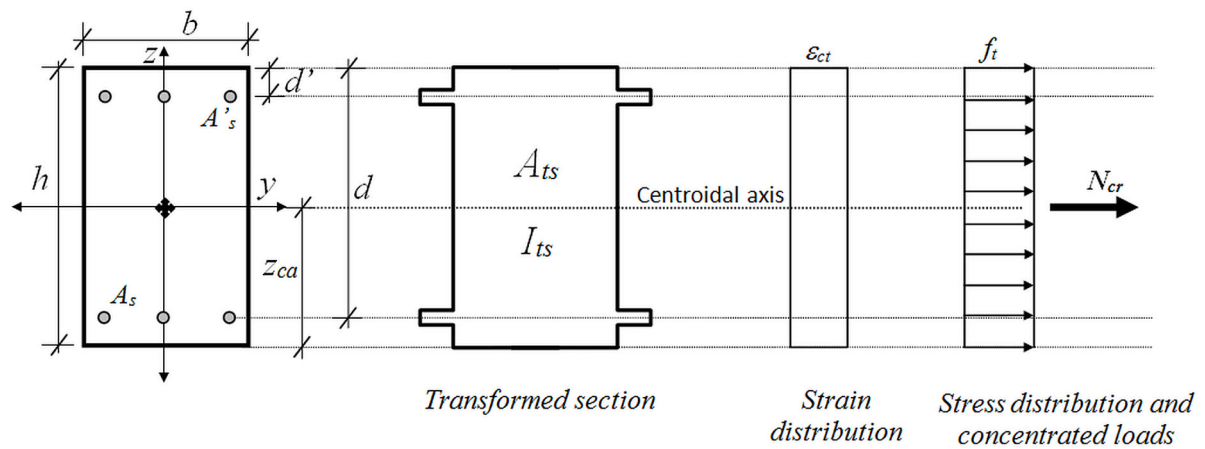 b
z
d'
A's
h
y
d
zca
As
Ats
Its
Centroidal axis
εct
ft
Ncr
Transformed section
Strain
distribution
Stress distribution and
concentrated loads